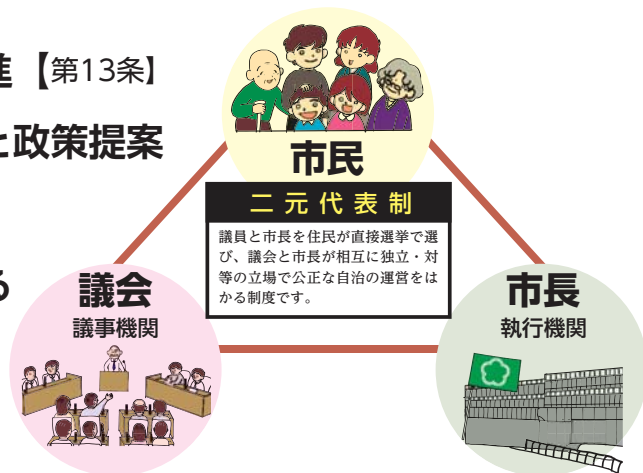 進【第13条】
と政策提案
る
市民
二元代表制
議員と市長を住民が直接選挙で選
び、議会と市長が相互に独立・対
等の立場で公正な自治の運営をは
かる制度です。
議会
議事機関
市長
執行機関